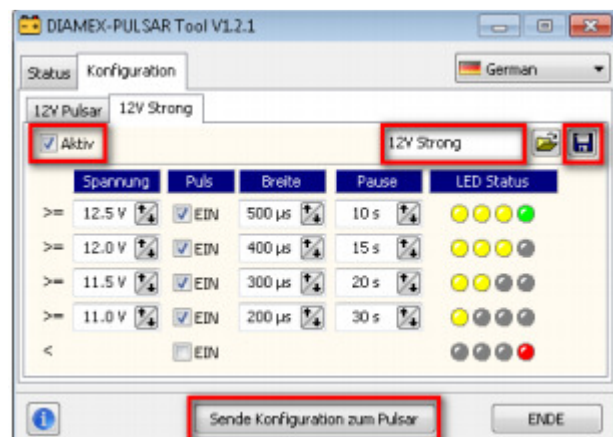 DIAMEX-PULSAR Tool V1.2.1
Status Konfiguration German
12V Pulsar 12V Strong
Aktiv 12V Strong
Spannung Puls Breite Pause LED Status
>= 12.5 V EIN 500 µs 10 s
>= 12.0 V EIN 400 µs 15 s
>= 11.5 V EIN 300 µs 20 s
>= 11.0 V EIN 200 µs 30 s
< EIN
Sende Konfiguration zum Pulsar ENDE